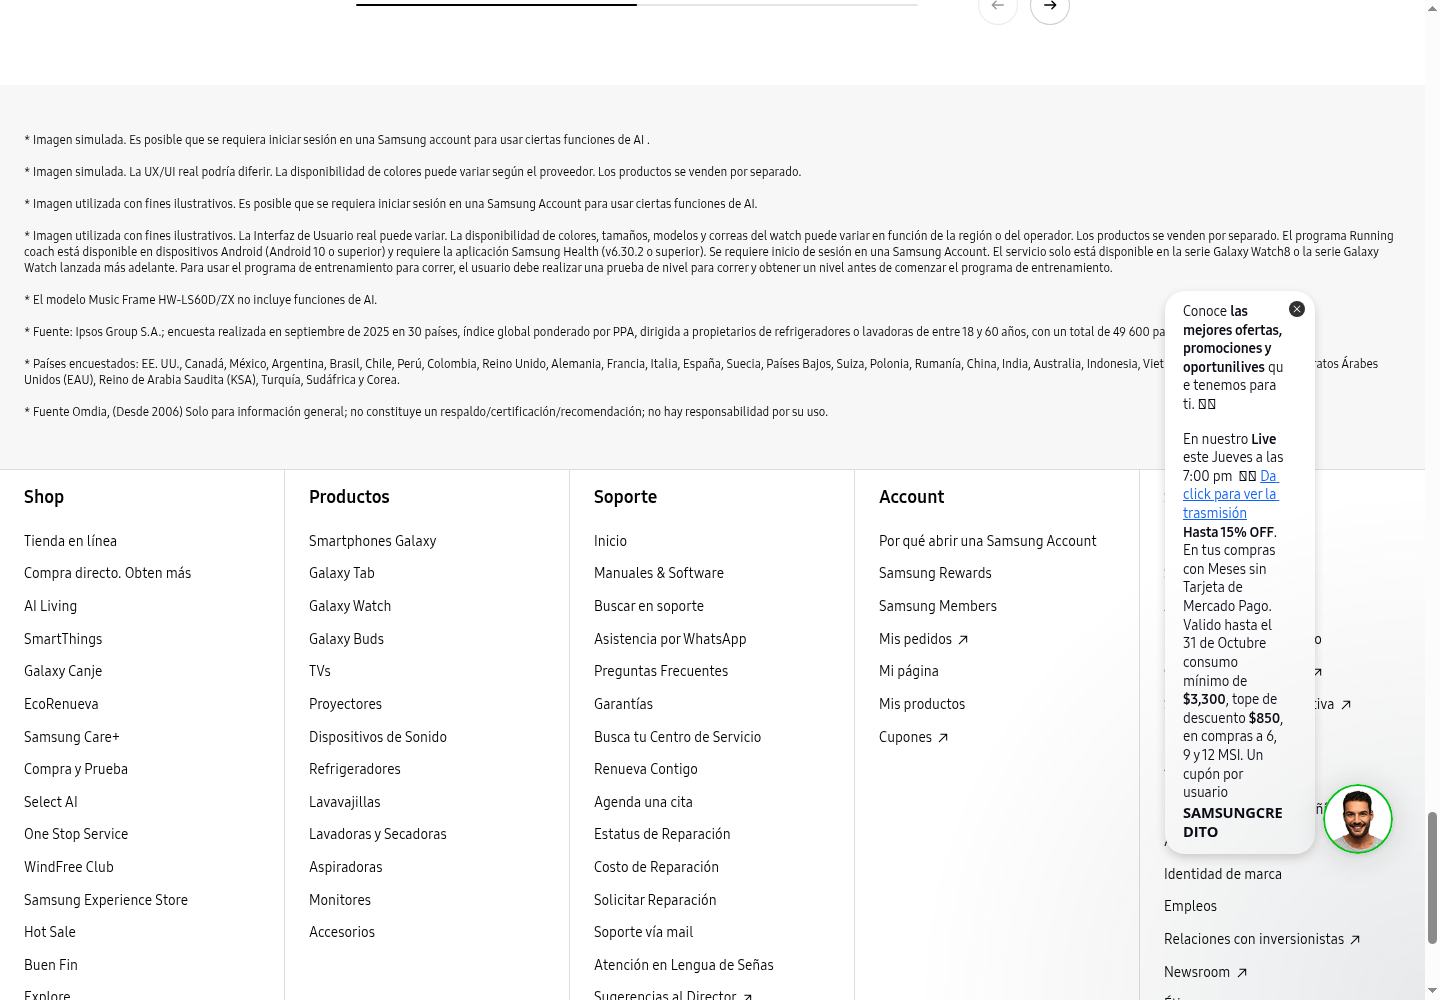 * Imagen simulada. Es posible que se requiera iniciar sesión en una Samsung account para usar ciertas funciones de AI .
* Imagen simulada. La UX/UI real podría diferir. La disponibilidad de colores puede variar según el proveedor. Los productos se venden por separado.
* Imagen utilizada con fines ilustrativos. Es posible que se requiera iniciar sesión en una Samsung Account para usar ciertas funciones de AI.
* Imagen utilizada con fines ilustrativos. La Interfaz de Usuario real puede variar. La disponibilidad de colores, tamaños, modelos y correas del watch puede variar en función de la región o del operador. Los productos se venden por separado. El programa Running
coach está disponible en dispositivos Android (Android 10 o superior) y requiere la aplicación Samsung Health (v6.30.2 o superior). Se requiere inicio de sesión en una Samsung Account. El servicio solo está disponible en la serie Galaxy Watch8 o la serie Galaxy
Watch lanzada más adelante. Para usar el programa de entrenamiento para correr, el usuario debe realizar una prueba de nivel para correr y obtener un nivel antes de comenzar el programa de entrenamiento.
* El modelo Music Frame HW-LS60D/ZX no incluye funciones de AI.
* Fuente: Ipsos Group S.A.; encuesta realizada en septiembre de 2025 en 30 países, índice global ponderado por PPA, dirigida a propietarios de refrigeradores o lavadoras de entre 18 y 60 años, con un total de 49 600 pa
* Países encuestados: EE. UU., Canadá, México, Argentina, Brasil, Chile, Perú, Colombia, Reino Unido, Alemania, Francia, Italia, España, Suecia, Países Bajos, Suiza, Polonia, Rumanía, China, India, Australia, Indonesia, Viet ratos Árabes
Unidos (EAU), Reino de Arabia Saudita (KSA), Turquía, Sudáfrica y Corea.
* Fuente Omdia, (Desde 2006) Solo para información general; no constituye un respaldo/certificación/recomendación; no hay responsabilidad por su uso.
Conoce las
mejores ofertas,
promociones y
oportunilives qu
e tenemos para
ti.
En nuestro Live
este Jueves a las
7:00 pm Da
click para ver la
trasmisión
Hasta 15% OFF.
En tus compras
con Meses sin
Tarjeta de
Mercado Pago.
Valido hasta el
31 de Octubre
consumo
mínimo de
$3,300, tope de
descuento $850,
en compras a 6,
9 y 12 MSI. Un
cupón por
usuario
SAMSUNGCRE
DITO
Shop
Tienda en línea
Compra directo. Obten más
AI Living
SmartThings
Galaxy Canje
EcoRenueva
Samsung Care+
Compra y Prueba
Select AI
One Stop Service
WindFree Club
Samsung Experience Store
Hot Sale
Buen Fin
Explore
Productos
Smartphones Galaxy
Galaxy Tab
Galaxy Watch
Galaxy Buds
TVs
Proyectores
Dispositivos de Sonido
Refrigeradores
Lavavajillas
Lavadoras y Secadoras
Aspiradoras
Monitores
Accesorios
Soporte
Inicio
Manuales & Software
Buscar en soporte
Asistencia por WhatsApp
Preguntas Frecuentes
Garantías
Busca tu Centro de Servicio
Renueva Contigo
Agenda una cita
Estatus de Reparación
Costo de Reparación
Solicitar Reparación
Soporte vía mail
Atención en Lengua de Señas
Sugerencias al Director
Account
Por qué abrir una Samsung Account
Samsung Rewards
Samsung Members
Mis pedidos
Mi página
Mis productos
Cupones
Identidad de marca
Empleos
Relaciones con inversionistas
Newsroom